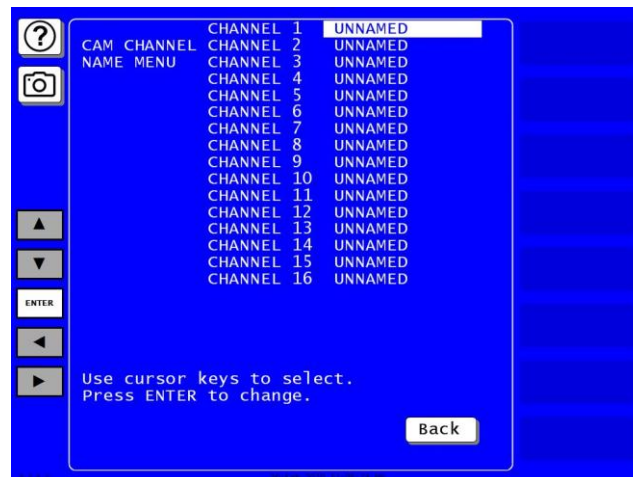 ?
CHANNEL 1 UNNAMED
CAM CHANNEL CHANNEL 2 UNNAMED
NAME MENU CHANNEL 3 UNNAMED
CHANNEL 4 UNNAMED
CHANNEL 5 UNNAMED
CHANNEL 6 UNNAMED
CHANNEL 7 UNNAMED
CHANNEL 8 UNNAMED
CHANNEL 9 UNNAMED
CHANNEL 10 UNNAMED
CHANNEL 11 UNNAMED
CHANNEL 12 UNNAMED
CHANNEL 13 UNNAMED
CHANNEL 14 UNNAMED
CHANNEL 15 UNNAMED
CHANNEL 16 UNNAMED
ENTER
Use cursor keys to select.
Press ENTER to change.
Back